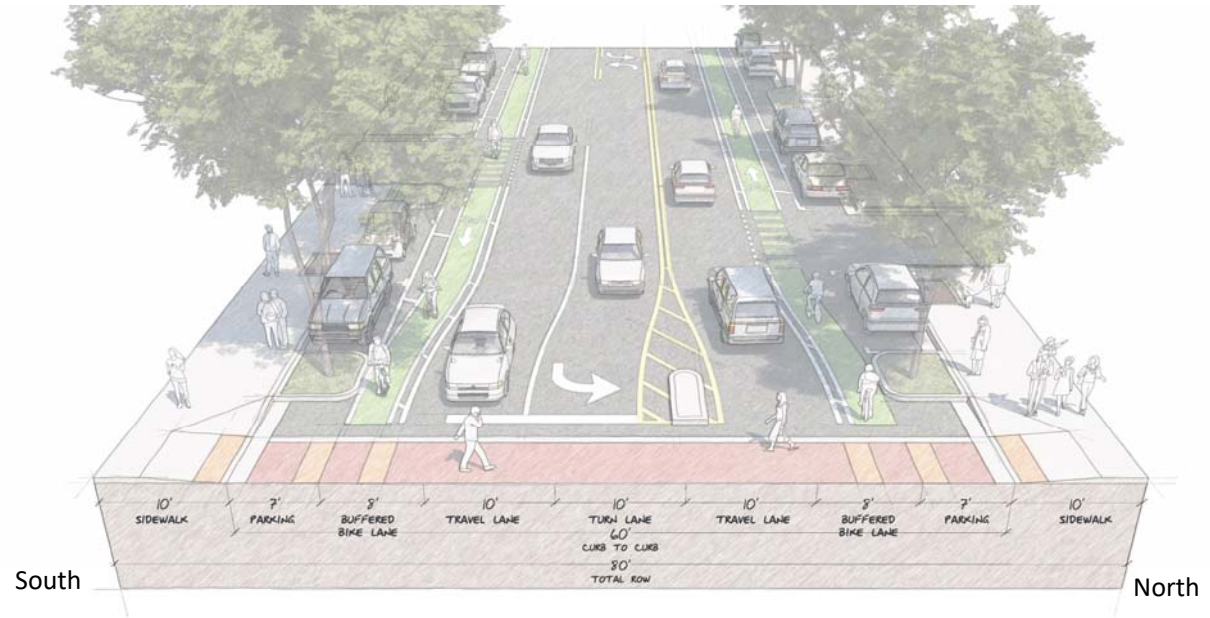 10' 7' 8' 10' 10' 10' 8' 7' 10'
SIDEWALK PARKING BUFFERED BIKE LANE TRAVEL LANE TURN LANE TRAVEL LANE BUFFERED BIKE LANE PARKING SIDEWALK
60'
CURB TO CURB
80'
TOTAL ROW
South
North